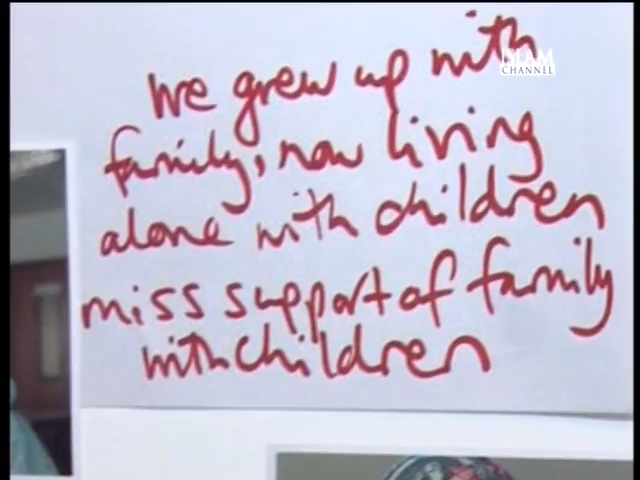 ISLAM
CHANNEL
We grew up with
family, now living
alone with children
miss support of family
with children